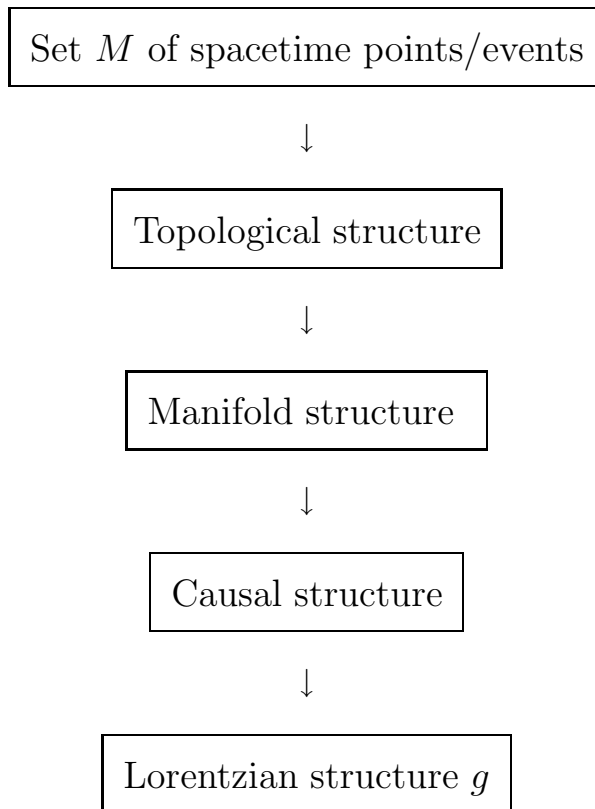 Set M of spacetime points/events
↓
Topological structure
↓
Manifold structure
↓
Causal structure
↓
Lorentzian structure g